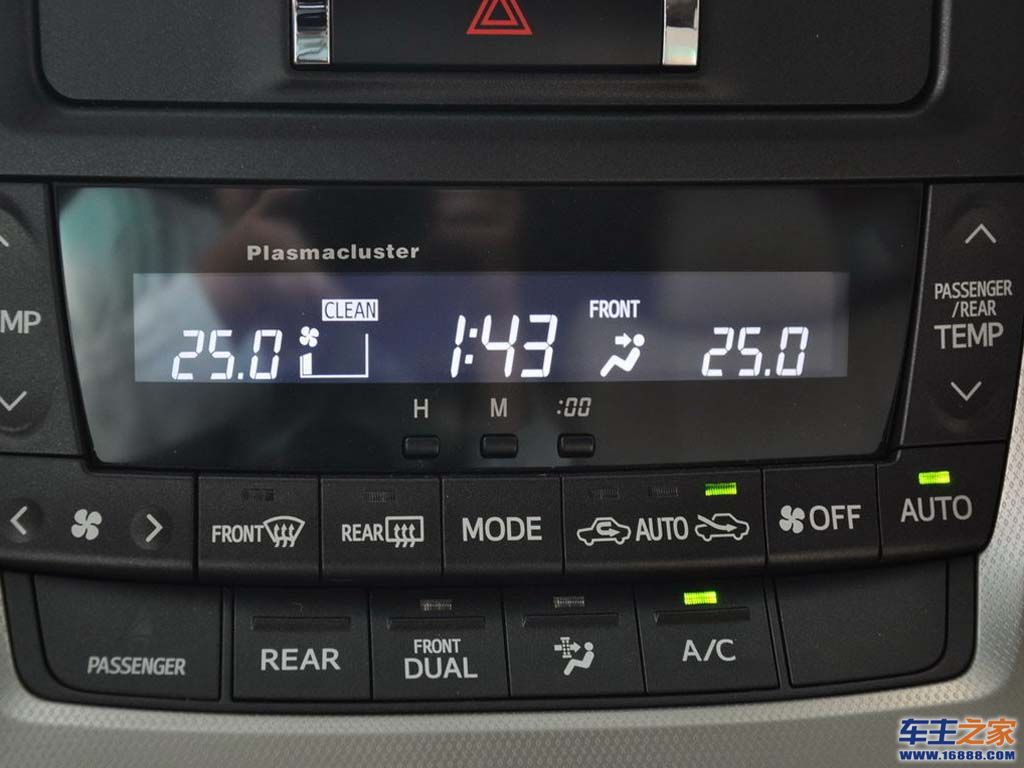 Plasmacluster
CLEAN
FRONT
25.0
1:43
25.0
H M :00
MP
PASSENGER
/REAR
TEMP
FRONT
REAR
MODE
AUTO
OFF
AUTO
PASSENGER
REAR
FRONT
DUAL
A/C
车主之家
www.16888.com